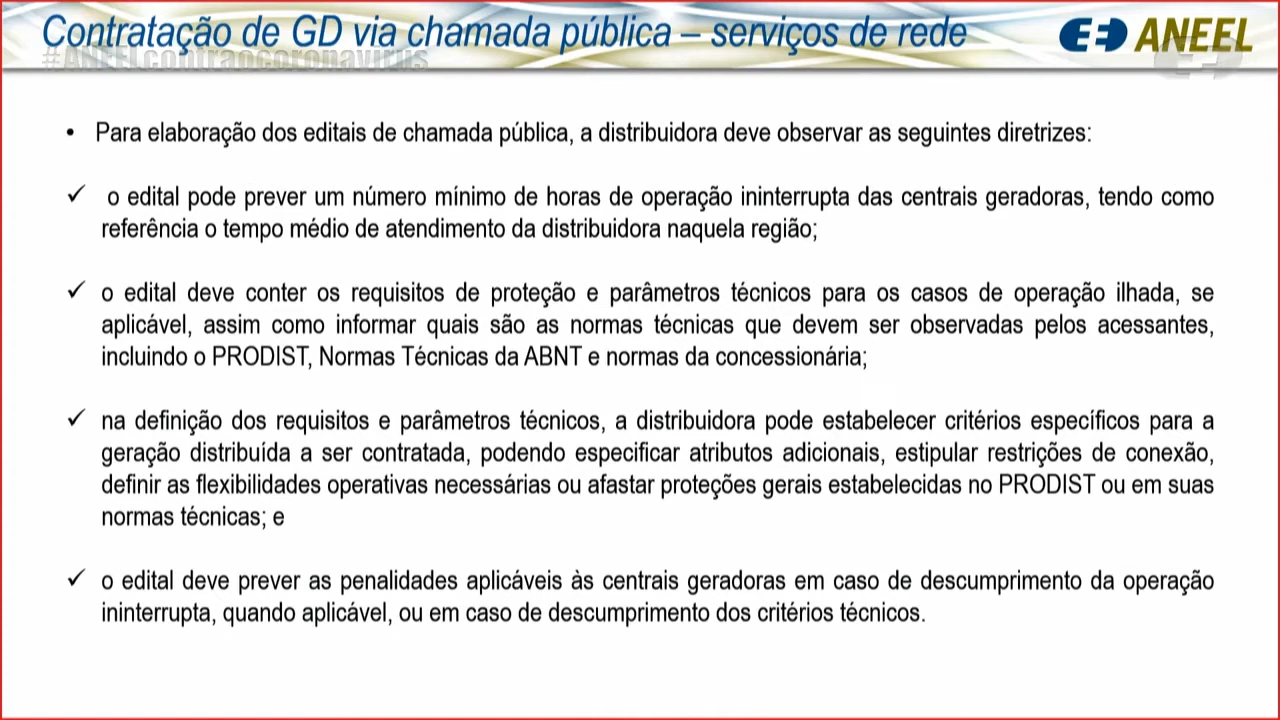 Contratação de GD via chamada pública – serviços de rede
ANEEL
#ANEELcontraocoronavirus
• Para elaboração dos editais de chamada pública, a distribuidora deve observar as seguintes diretrizes:
✓ o edital pode prever um número mínimo de horas de operação ininterrupta das centrais geradoras, tendo como
referência o tempo médio de atendimento da distribuidora naquela região;
✓ o edital deve conter os requisitos de proteção e parâmetros técnicos para os casos de operação ilhada, se
aplicável, assim como informar quais são as normas técnicas que devem ser observadas pelos acessantes,
incluindo o PRODIST, Normas Técnicas da ABNT e normas da concessionária;
✓ na definição dos requisitos e parâmetros técnicos, a distribuidora pode estabelecer critérios específicos para a
geração distribuída a ser contratada, podendo especificar atributos adicionais, estipular restrições de conexão,
definir as flexibilidades operativas necessárias ou afastar proteções gerais estabelecidas no PRODIST ou em suas
normas técnicas; e
✓ o edital deve prever as penalidades aplicáveis às centrais geradoras em caso de descumprimento da operação
ininterrupta, quando aplicável, ou em caso de descumprimento dos critérios técnicos.